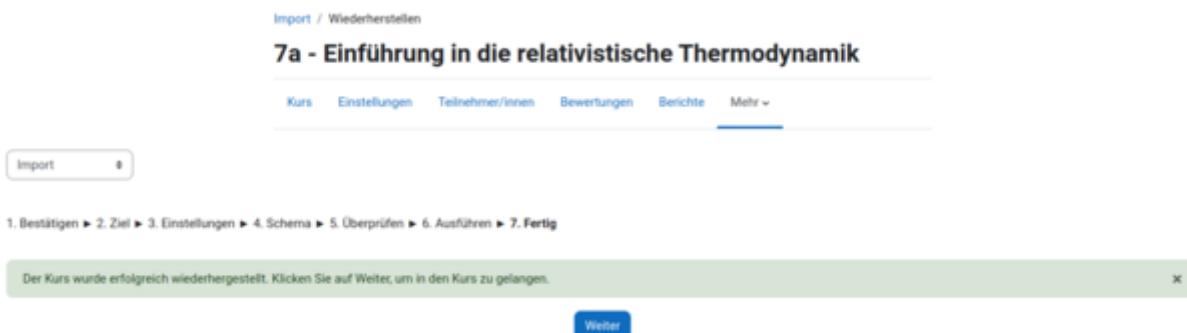 Import / Wiederherstellen
7a - Einführung in die relativistische Thermodynamik
Kurs Einstellungen Teilnehmer/innen Bewertungen Berichte Mehr
Import
1. Bestätigen ► 2. Ziel ► 3. Einstellungen ► 4. Schema ► 5. Überprüfen ► 6. Ausführen ► 7. Fertig
Der Kurs wurde erfolgreich wiederhergestellt. Klicken Sie auf Weiter, um in den Kurs zu gelangen. ×
Weiter